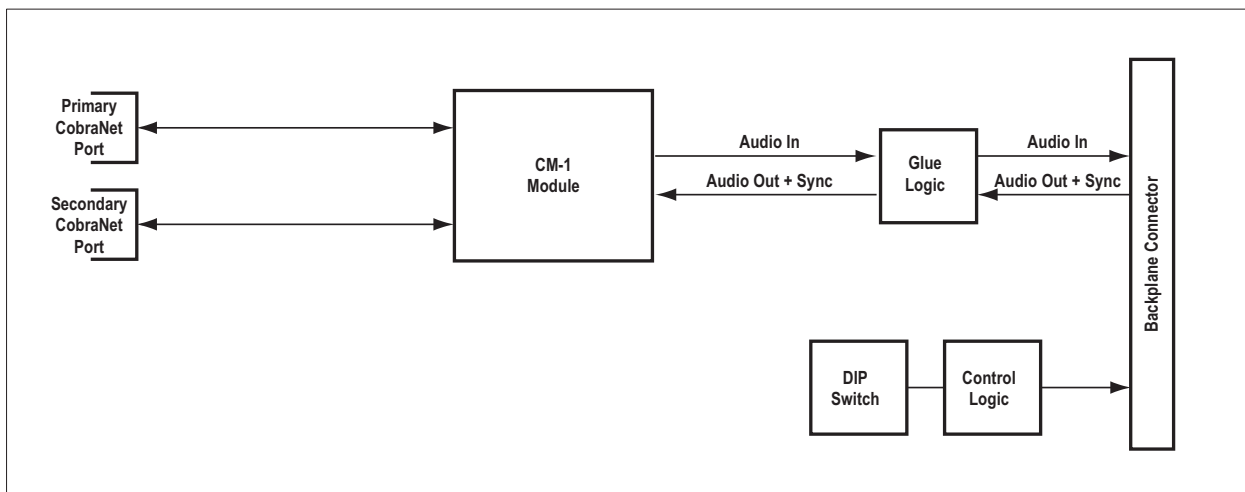 Primary
CobraNet
Port
Secondary
CobraNet
Port
CM-1
Module
Audio In
Audio Out + Sync
Glue
Logic
Audio In
Audio Out + Sync
Backplane Connector
DIP
Switch
Control
Logic